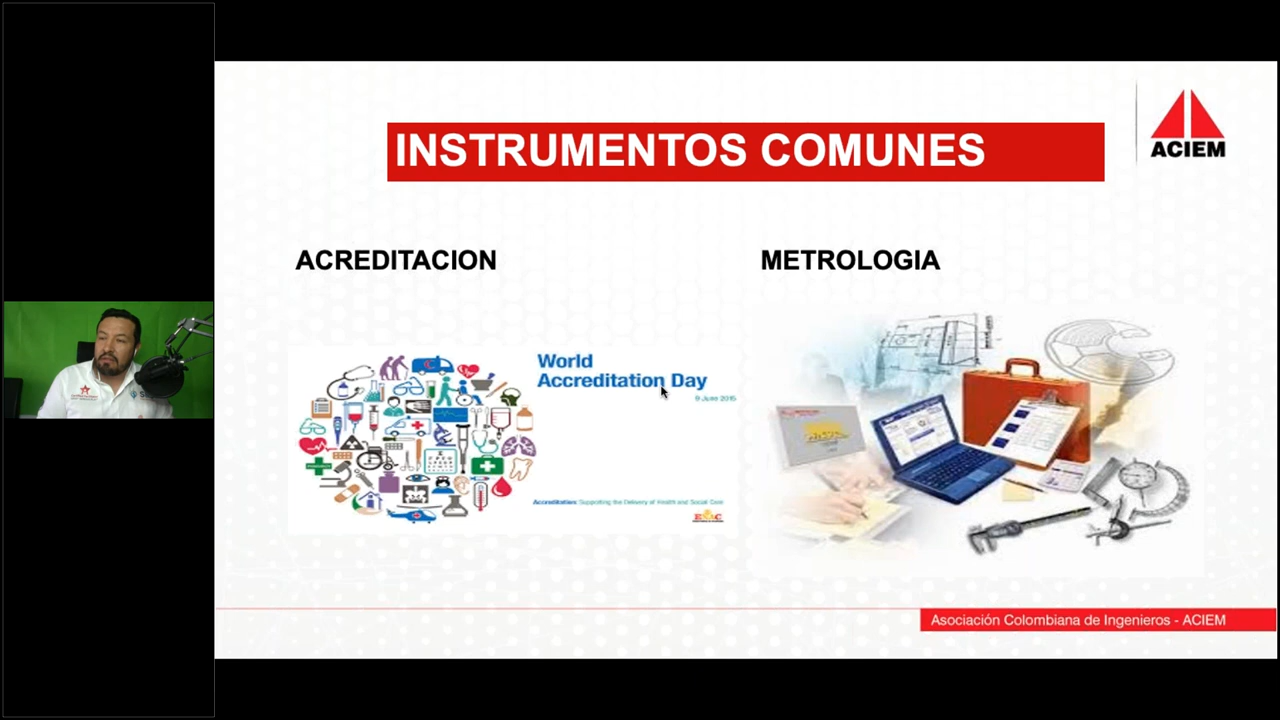 INSTRUMENTOS COMUNES
ACIEM
ACREDITACION
METROLOGIA
World
Accreditation Day
9 June 2015
Accreditation: Supporting the Delivery of Health and Social Care
Asociación Colombiana de Ingenieros - ACIEM